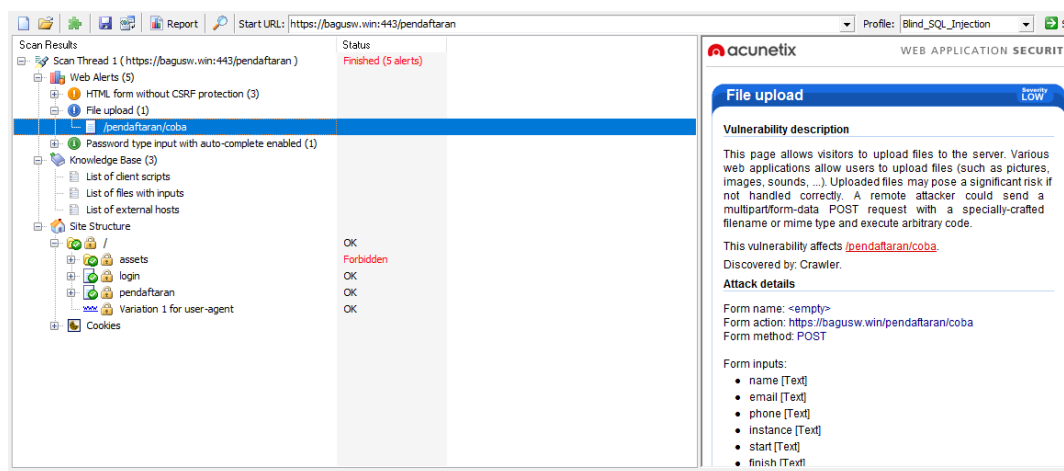 Report
Start URL: https://bagusw.win:443/pendaftaran
Profile: Blind_SQL_Injection
Scan Results Status
Scan Thread 1 ( https://bagusw.win:443/pendaftaran ) Finished (5 alerts)
Web Alerts (5)
HTML form without CSRF protection (3)
File upload (1)
/pendaftaran/coba
Password type input with auto-complete enabled (1)
Knowledge Base (3)
List of client scripts
List of files with inputs
List of external hosts
Site Structure
/ OK
assets Forbidden
login OK
pendaftaran OK
Variation 1 for user-agent OK
Cookies
acunetix WEB APPLICATION SECURIT
File upload
Severity
LOW
Vulnerability description
This page allows visitors to upload files to the server. Various
web applications allow users to upload files (such as pictures,
images, sounds, ...). Uploaded files may pose a significant risk if
not handled correctly. A remote attacker could send a
multipart/form-data POST request with a specially-crafted
filename or mime type and execute arbitrary code.
This vulnerability affects /pendaftaran/coba.
Discovered by: Crawler.
Attack details
Form name: <empty>
Form action: https://bagusw.win/pendaftaran/coba
Form method: POST
Form inputs:
• name [Text]
• email [Text]
• phone [Text]
• instance [Text]
• start [Text]
• finish [Text]